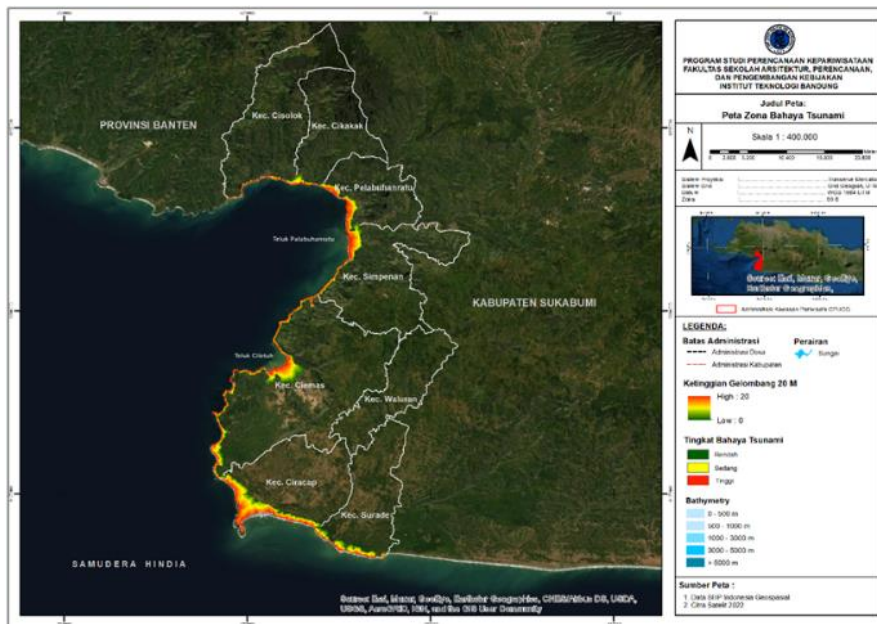 PROVINSI BANTEN
Kec. Cisolok
Kec. Cikakak
Kec. Pelabuhanratu
Teluk Palabuhanratu
Kec. Simpenan
KABUPATEN SUKABUMI
Teluk Ciletuh
Kec. Ciemas
Kec. Waluran
Kec. Ciracap
Kec. Surade
SAMUDERA HINDIA
PROGRAM STUDI PERENCANAAN KEPARIWISATAAN
FAKULTAS SEKOLAH ARSITEKTUR, PERENCANAAN,
DAN PENGEMBANGAN KEBIJAKAN
INSTITUT TEKNOLOGI BANDUNG
Judul Peta:
Peta Zona Bahaya Tsunami
N
Skala 1 : 400.000
LEGENDA:
Batas Administrasi
Administrasi Desa
Administrasi Kabupaten
Perairan
Sungai
Ketinggian Gelombang 20 M
High : 20
Low : 0
Tingkat Bahaya Tsunami
Rendah
Sedang
Tinggi
Bathymetry
0 - 500 m
500 - 1000 m
1000 - 3000 m
3000 - 5000 m
> 5000 m
Sumber Peta :
1. Data SHP Indonesia Geospasial
2. Citra Satelit 2022